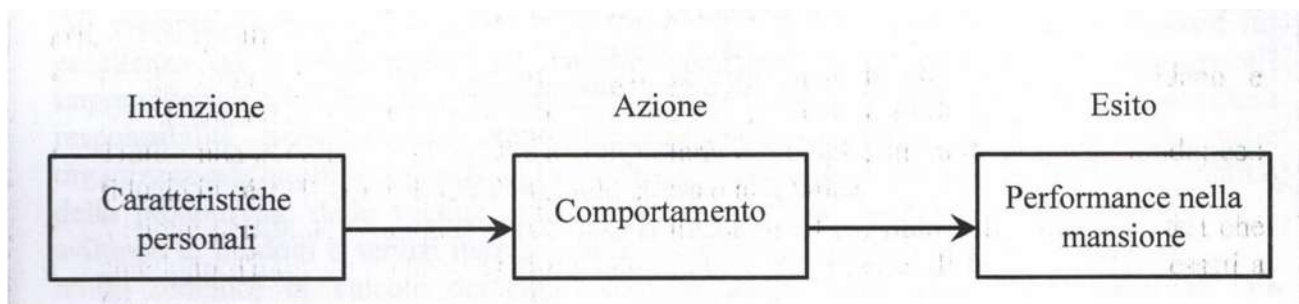 Intenzione
Azione
Esito
Caratteristiche
personali
Comportamento
Performance nella
mansione